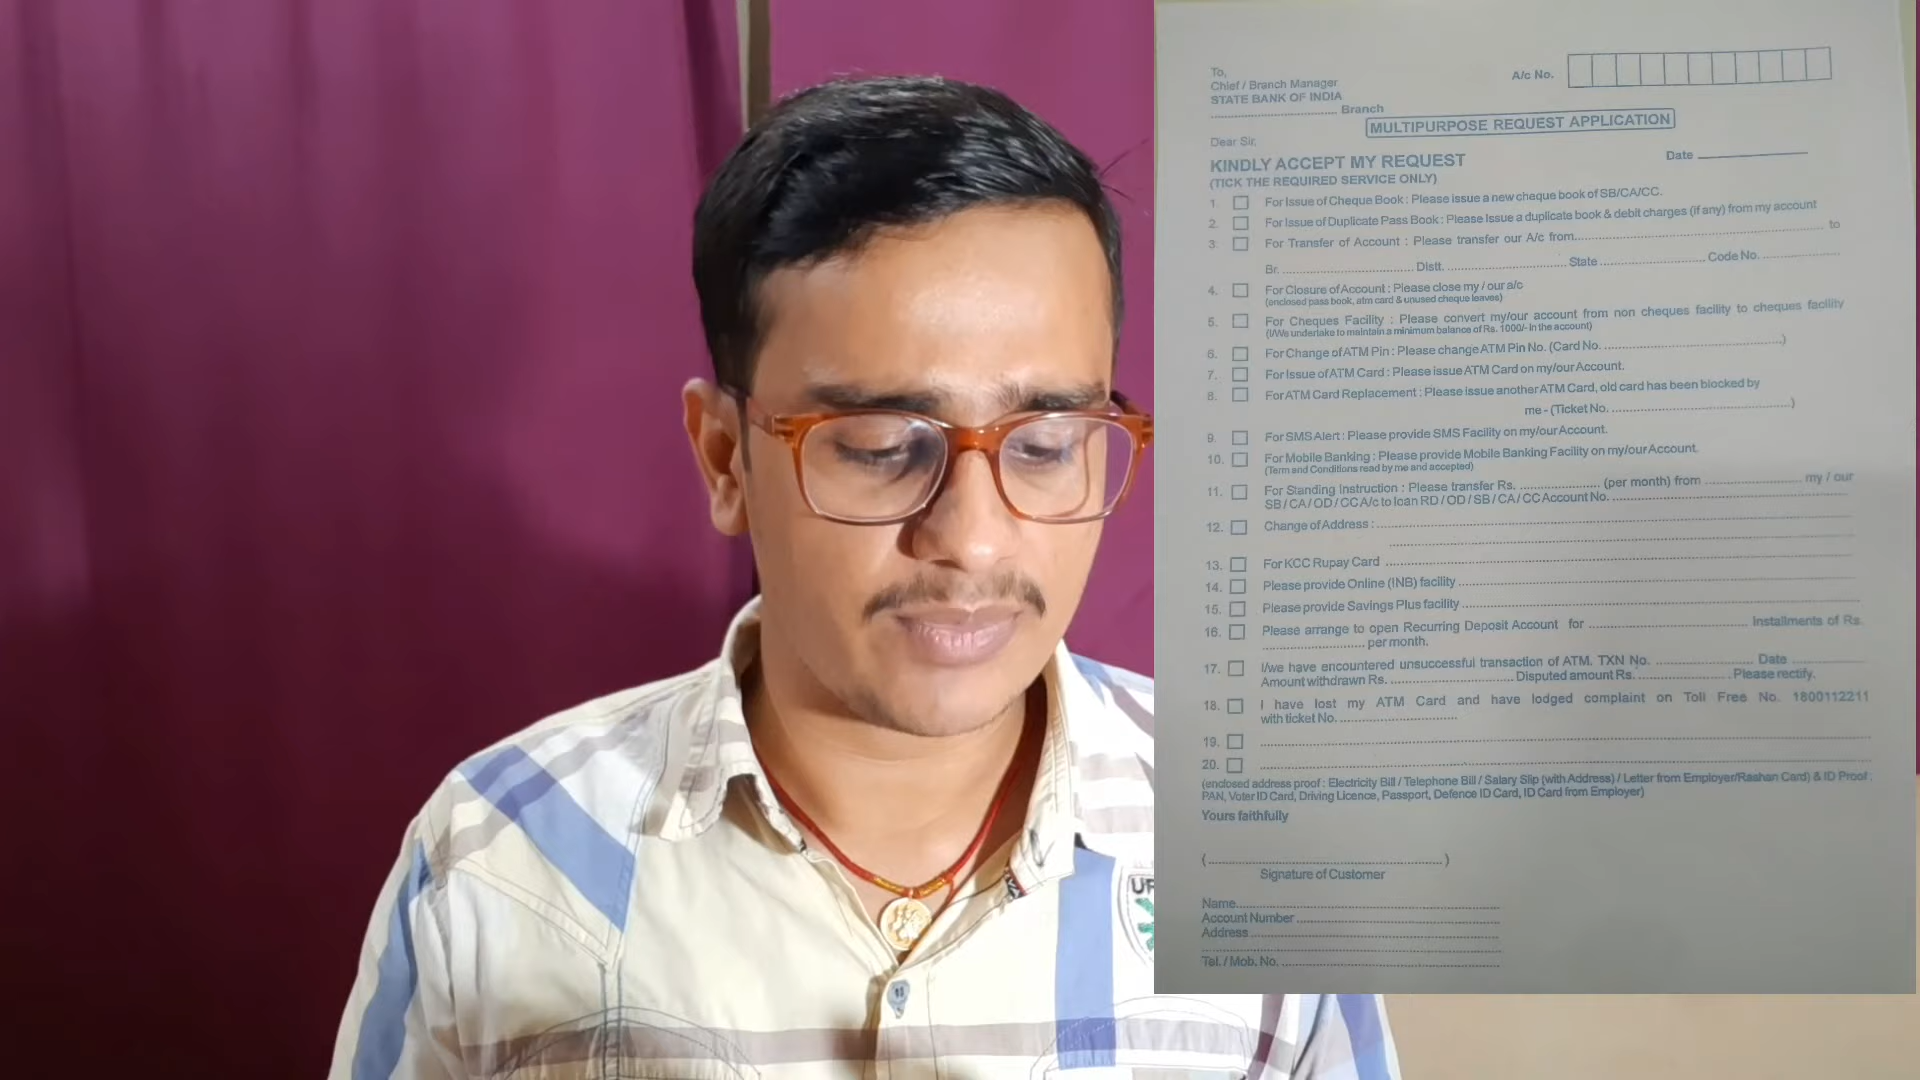 To,
Chief / Branch Manager
STATE BANK OF INDIA
.............................. Branch
A/c No.
MULTIPURPOSE REQUEST APPLICATION
Dear Sir,
KINDLY ACCEPT MY REQUEST
Date
(TICK THE REQUIRED SERVICE ONLY)
1. For Issue of Cheque Book : Please issue a new cheque book of SB/CA/CC.
2. For Issue of Duplicate Pass Book : Please issue a duplicate book & debit charges (if any) from my account
3. For Transfer of Account : Please transfer our A/c from.............................. to
Br. .............................. Distt. .............................. State .............................. Code No. ..............................
4. For Closure of Account : Please close my / our a/c
(enclosed pass book, atm card & unused cheque leaves)
5. For Cheques Facility : Please convert my/our account from non cheques facility to cheques facility
(I/We undertake to maintain a minimum balance of Rs. 1000/- in the account)
6. For Change of ATM Pin : Please change ATM Pin No. (Card No. ..............................)
7. For Issue of ATM Card : Please issue ATM Card on my/our Account.
8. For ATM Card Replacement : Please issue another ATM Card, old card has been blocked by
me - (Ticket No. ..............................)
9. For SMS Alert : Please provide SMS Facility on my/our Account.
10. For Mobile Banking : Please provide Mobile Banking Facility on my/our Account.
(Term and Conditions read by me and accepted)
11. For Standing Instruction : Please transfer Rs. .............................. (per month) from .............................. my / our
SB / CA / OD / CC A/c to loan RD / OD / SB / CA / CC Account No. ..............................
12. Change of Address : ..............................
13. For KCC Rupay Card ..............................
14. Please provide Online (INB) facility ..............................
15. Please provide Savings Plus facility ..............................
16. Please arrange to open Recurring Deposit Account for .............................. Installments of Rs.
.............................. per month.
17. I/we have encountered unsuccessful transaction of ATM. TXN No. .............................. Date ..............................
Amount withdrawn Rs. .............................. Disputed amount Rs. .............................. Please rectify.
18. I have lost my ATM Card and have lodged complaint on Toll Free No. 1800112211
with ticket No. ..............................
19. ..............................
20. ..............................
(enclosed address proof : Electricity Bill / Telephone Bill / Salary Slip (with Address) / Letter from Employer/Rashan Card) & ID Proof :
PAN, Voter ID Card, Driving Licence, Passport, Defence ID Card, ID Card from Employer)
Yours faithfully
(..............................)
Signature of Customer
Name..............................
Account Number ..............................
Address ..............................
Tel. / Mob. No. ..............................